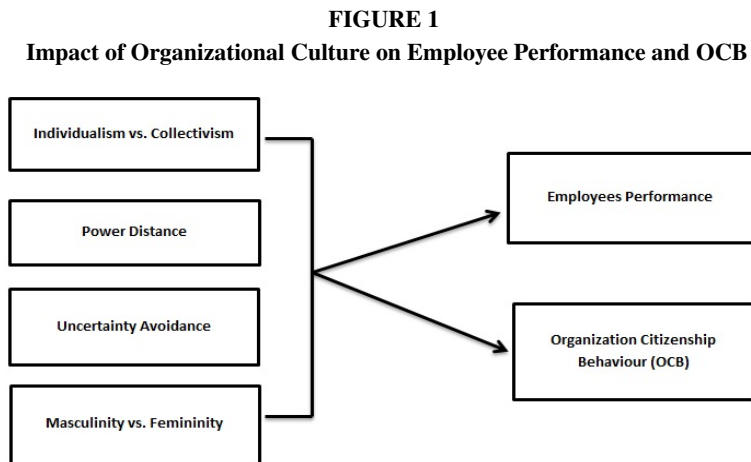 FIGURE 1
Impact of Organizational Culture on Employee Performance and OCB
Individualism vs. Collectivism
Power Distance
Uncertainty Avoidance
Masculinity vs. Femininity
Employees Performance
Organization Citizenship
Behaviour (OCB)